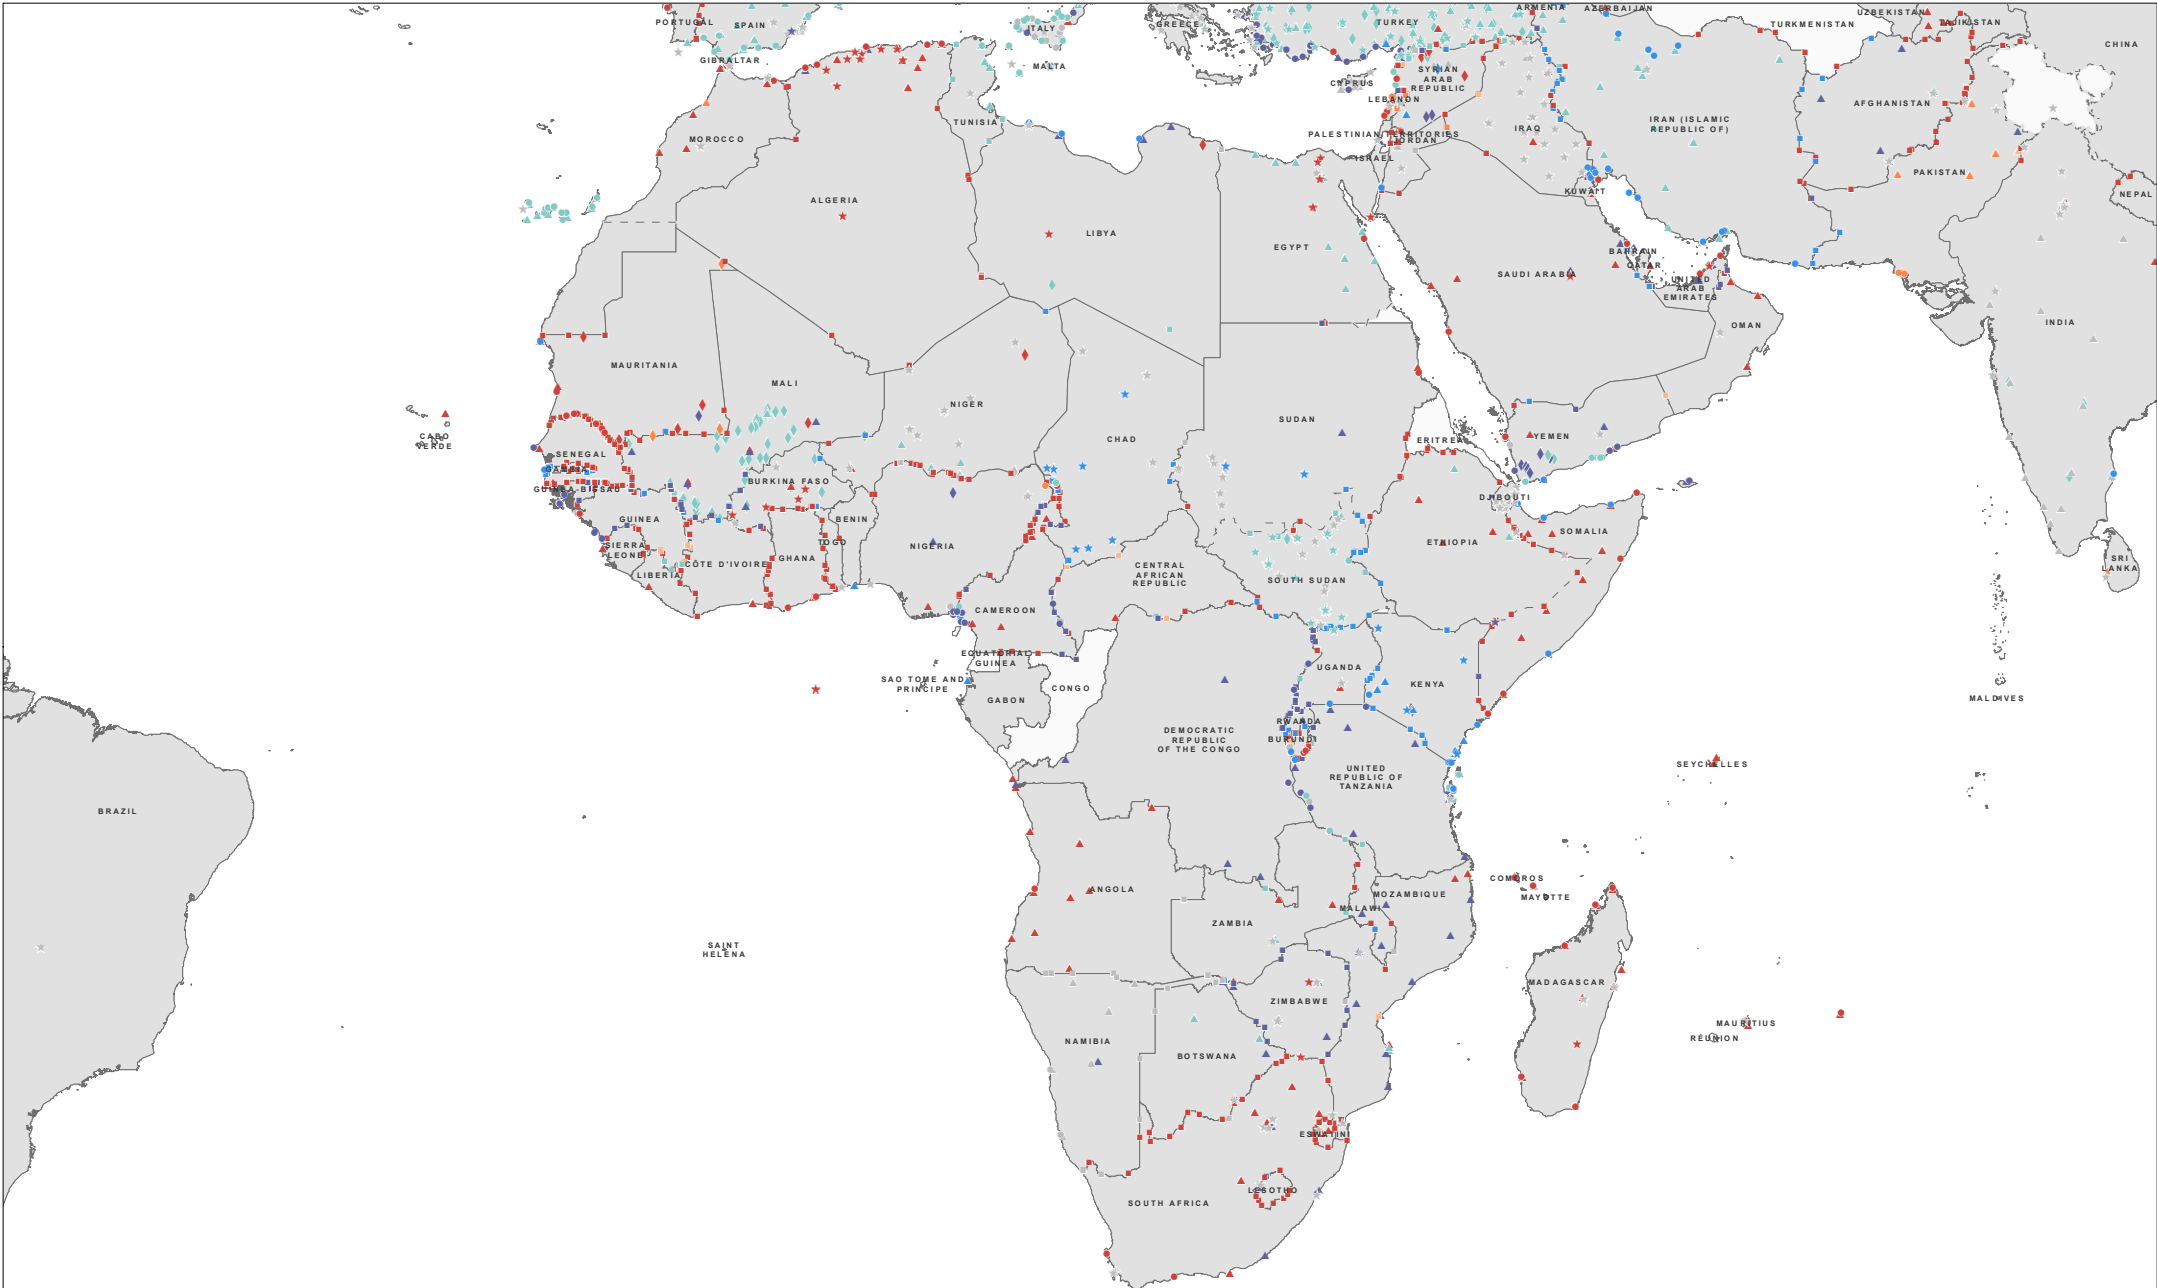 PORTUGAL
SPAIN
GIBRALTAR
ITALY
MALTA
GREECE
TURKEY
CYPRUS
ARMENIA
AZERBAIJAN
TURKMENISTAN
UZBEKISTAN
TAJIKISTAN
CHINA
SYRIAN
ARAB
REPUBLIC
LEBANON
PALESTINIAN TERRITORIES
JORDAN
ISRAEL
IRAQ
IRAN (ISLAMIC
REPUBLIC OF)
AFGHANISTAN
PAKISTAN
NEPAL
KUWAIT
MOROCCO
TUNISIA
ALGERIA
LIBYA
EGYPT
SAUDI ARABIA
BAHRAIN
QATAR
UNITED
ARAB
EMIRATES
OMAN
INDIA
MAURITANIA
MALI
NIGER
CHAD
SUDAN
ERITREA
YEMEN
CABO
VERDE
SENEGAL
GAMBIA
GUINEA-BISSAU
GUINEA
SIERRA
LEONE
LIBERIA
CÔTE D'IVOIRE
BURKINA FASO
GHANA
TOGO
BENIN
NIGERIA
DJIBOUTI
ETHIOPIA
SOMALIA
CENTRAL
AFRICAN
REPUBLIC
SOUTH SUDAN
CAMEROON
EQUATORIAL
GUINEA
SAO TOME AND
PRINCIPE
GABON
CONGO
UGANDA
KENYA
RWANDA
BURUNDI
DEMOCRATIC
REPUBLIC
OF THE CONGO
UNITED
REPUBLIC OF
TANZANIA
SRI
LANKA
MALDIVES
SEYCHELLES
BRAZIL
ANGOLA
ZAMBIA
MALAWI
MOZAMBIQUE
COMOROS
MAYOTTE
SAINT
HELENA
MADAGASCAR
ZIMBABWE
MAURITIUS
RÉUNION
NAMIBIA
BOTSWANA
ESWATINI
LESOTHO
SOUTH AFRICA